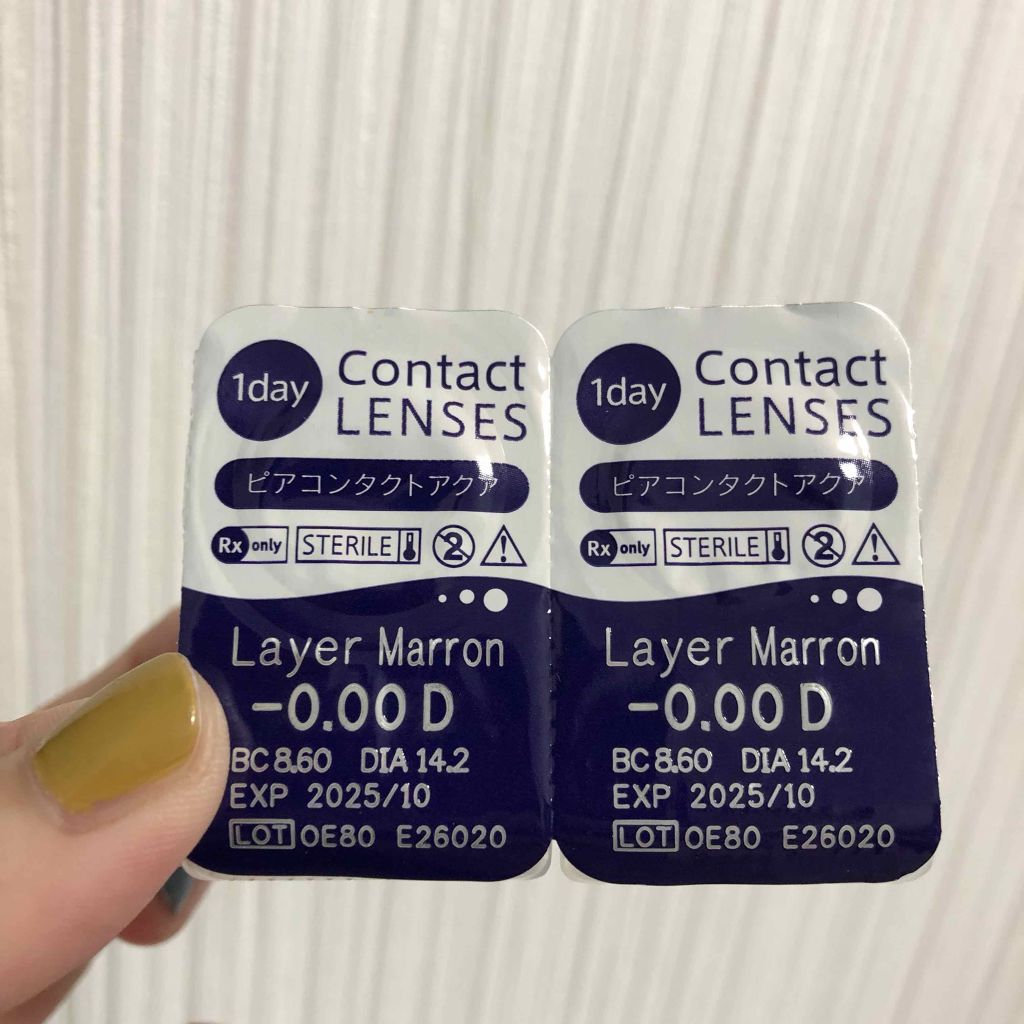 1day
Contact
LENSES
ピアコンタクトアクア
Rx only STERILE 2
Layer Marron
-0.00 D
BC 8.60 DIA 14.2
EXP 2025/10
LOT 0E80 E26020
1day
Contact
LENSES
ピアコンタクトアクア
Rx only STERILE 2
Layer Marron
-0.00 D
BC 8.60 DIA 14.2
EXP 2025/10
LOT 0E80 E26020